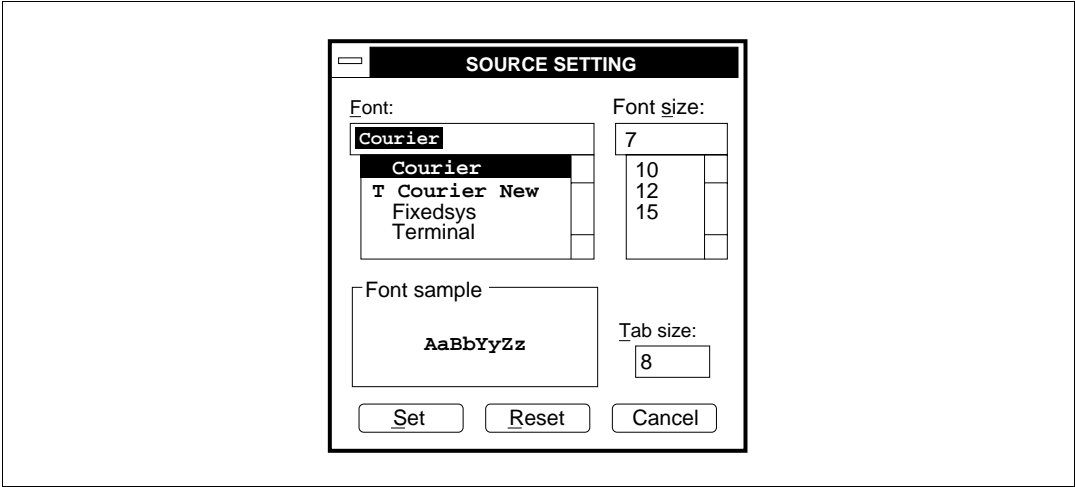 SOURCE SETTING
Font:
Font size:
Courier
7
Courier
T Courier New
Fixedsys
Terminal
10
12
15
Font sample
AaBbYyZz
Tab size:
8
Set
Reset
Cancel